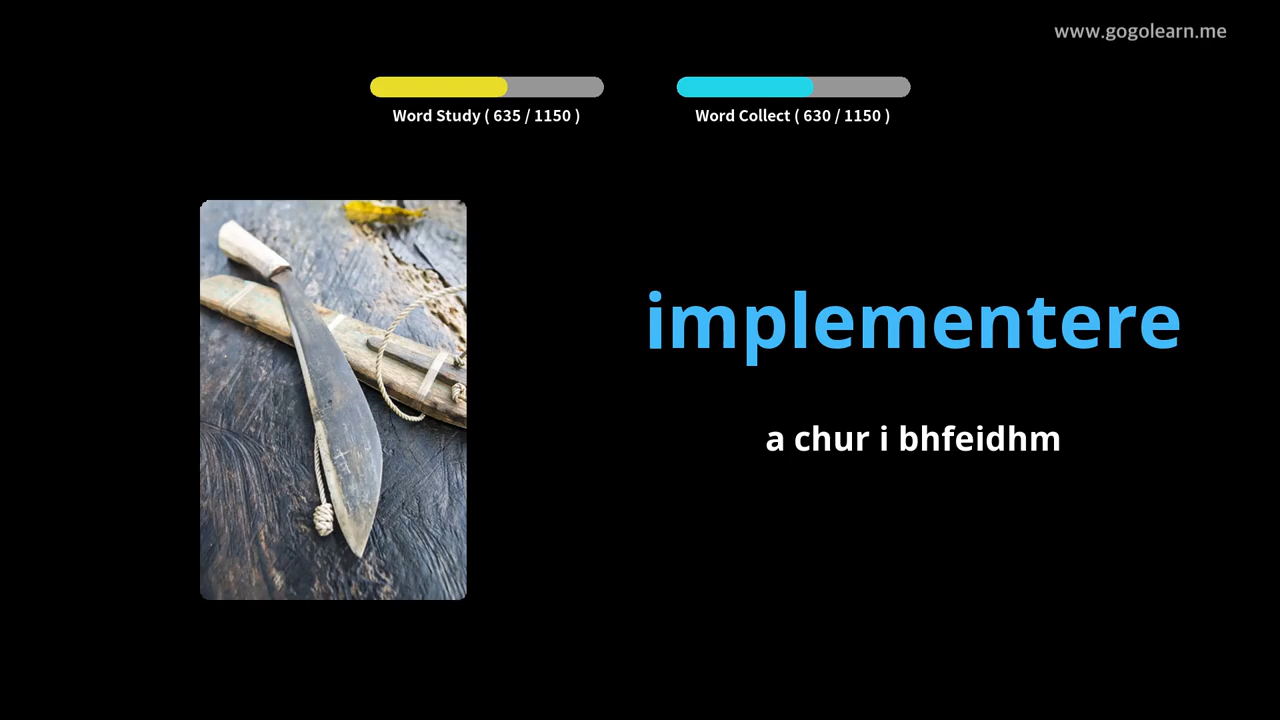 www.gogolearn.me
Word Study ( 635 / 1150 )
Word Collect ( 630 / 1150 )
implementere
a chur i bhfeidhm